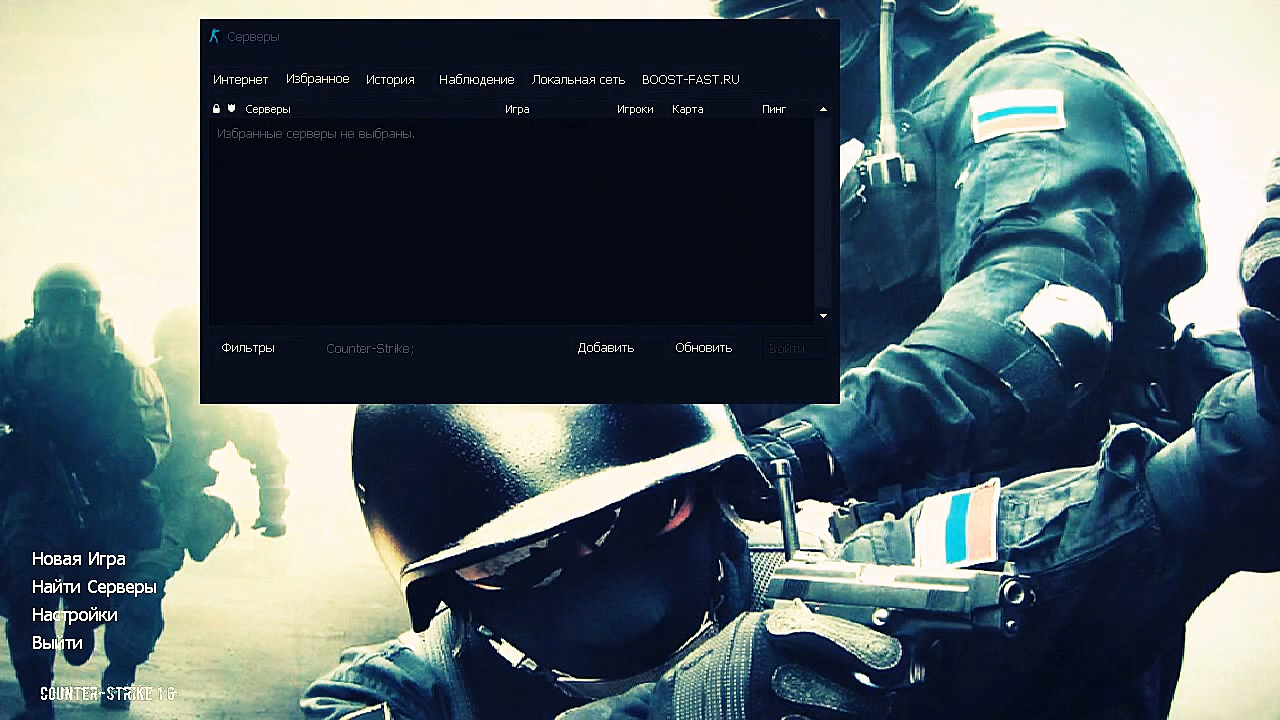 Серверы
Интернет Избранное История Наблюдение Локальная сеть BOOST-FAST.RU
Серверы Игра Игроки Карта Пинг
Избранные серверы не выбраны.
Фильтры Counter-Strike; Добавить Обновить Войти
Новая Игра
Найти Серверы
Настройки
Выйти
COUNTER-STRIKE 1.6